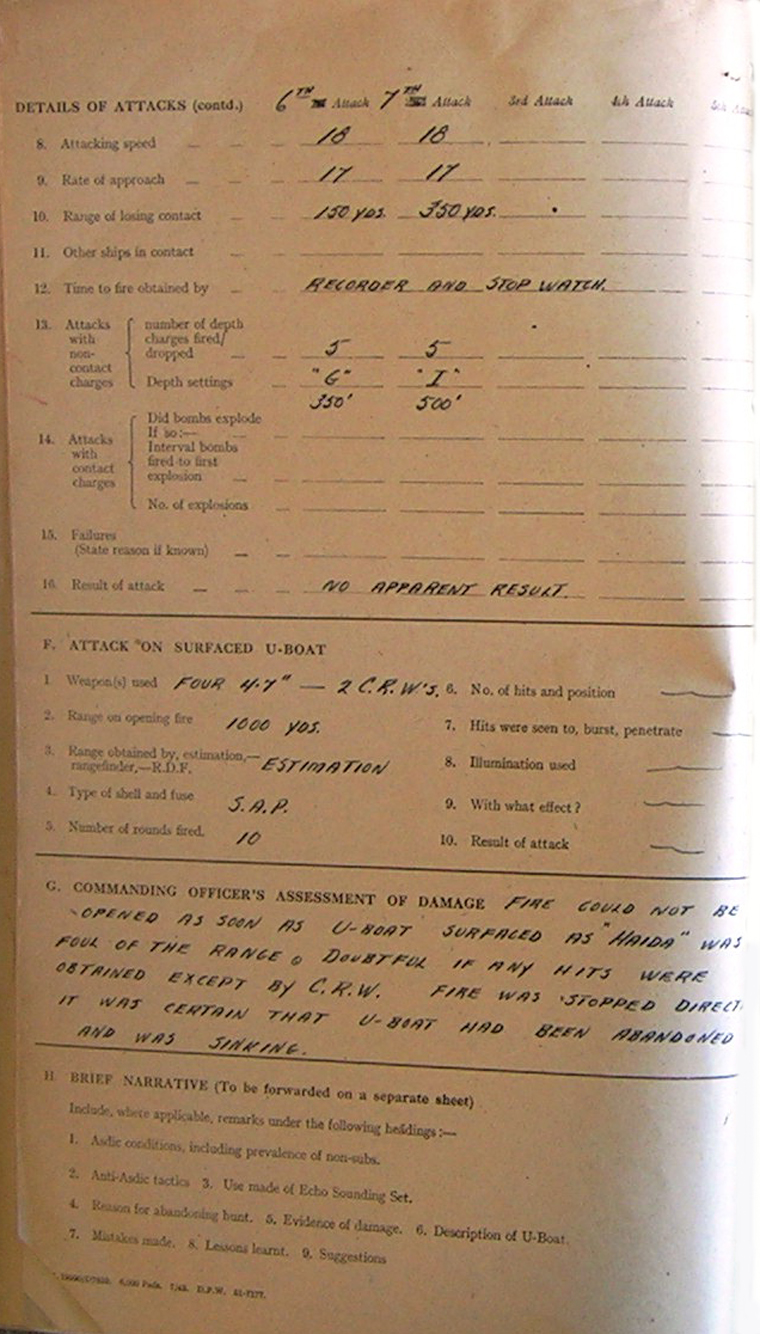 DETAILS OF ATTACKS (contd.) 6TH Attack 7TH Attack 3rd Attack 4th Attack 5th
8. Attacking speed 18 18
9. Rate of approach 17 17
10. Range of losing contact 150 YDS. 350 YDS.
11. Other ships in contact
12. Time to fire obtained by RECORDER AND STOP WATCH.
13. Attacks with non-contact charges
number of depth charges fired/dropped 5 5
Depth settings "G" "I"
350' 500'
14. Attacks with contact charges
Did bombs explode
If so:—
Interval bombs
fired to first
explosion
No. of explosions
15. Failures
(State reason if known)
16. Result of attack NO APPARENT RESULT.
F. ATTACK ON SURFACED U-BOAT
1. Weapon(s) used FOUR 4.7" — 2 C.R.W'S.
2. Range on opening fire 1000 YDS.
3. Range obtained by, estimation,—
rangefinder,—R.D.F. ESTIMATION
4. Type of shell and fuse S.A.P.
5. Number of rounds fired. 10
6. No. of hits and position
7. Hits were seen to, burst, penetrate
8. Illumination used
9. With what effect?
10. Result of attack
G. COMMANDING OFFICER'S ASSESSMENT OF DAMAGE FIRE COULD NOT BE
OPENED AS SOON AS U-BOAT SURFACED AS "HAIDA" WAS
FOUL OF THE RANGE. DOUBTFUL IF ANY HITS WERE
OBTAINED EXCEPT BY C.R.W. FIRE WAS STOPPED DIRECT
IT WAS CERTAIN THAT U-BOAT HAD BEEN ABANDONED
AND WAS SINKING.
H. BRIEF NARRATIVE (To be forwarded on a separate sheet)
Include, where applicable, remarks under the following headings:—
1. Asdic conditions, including prevalence of non-subs.
2. Anti-Asdic tactics 3. Use made of Echo Sounding Set.
4. Reason for abandoning hunt. 5. Evidence of damage. 6. Description of U-Boat.
7. Mistakes made. 8. Lessons learnt. 9. Suggestions
6,000 Pads. D.P.W.